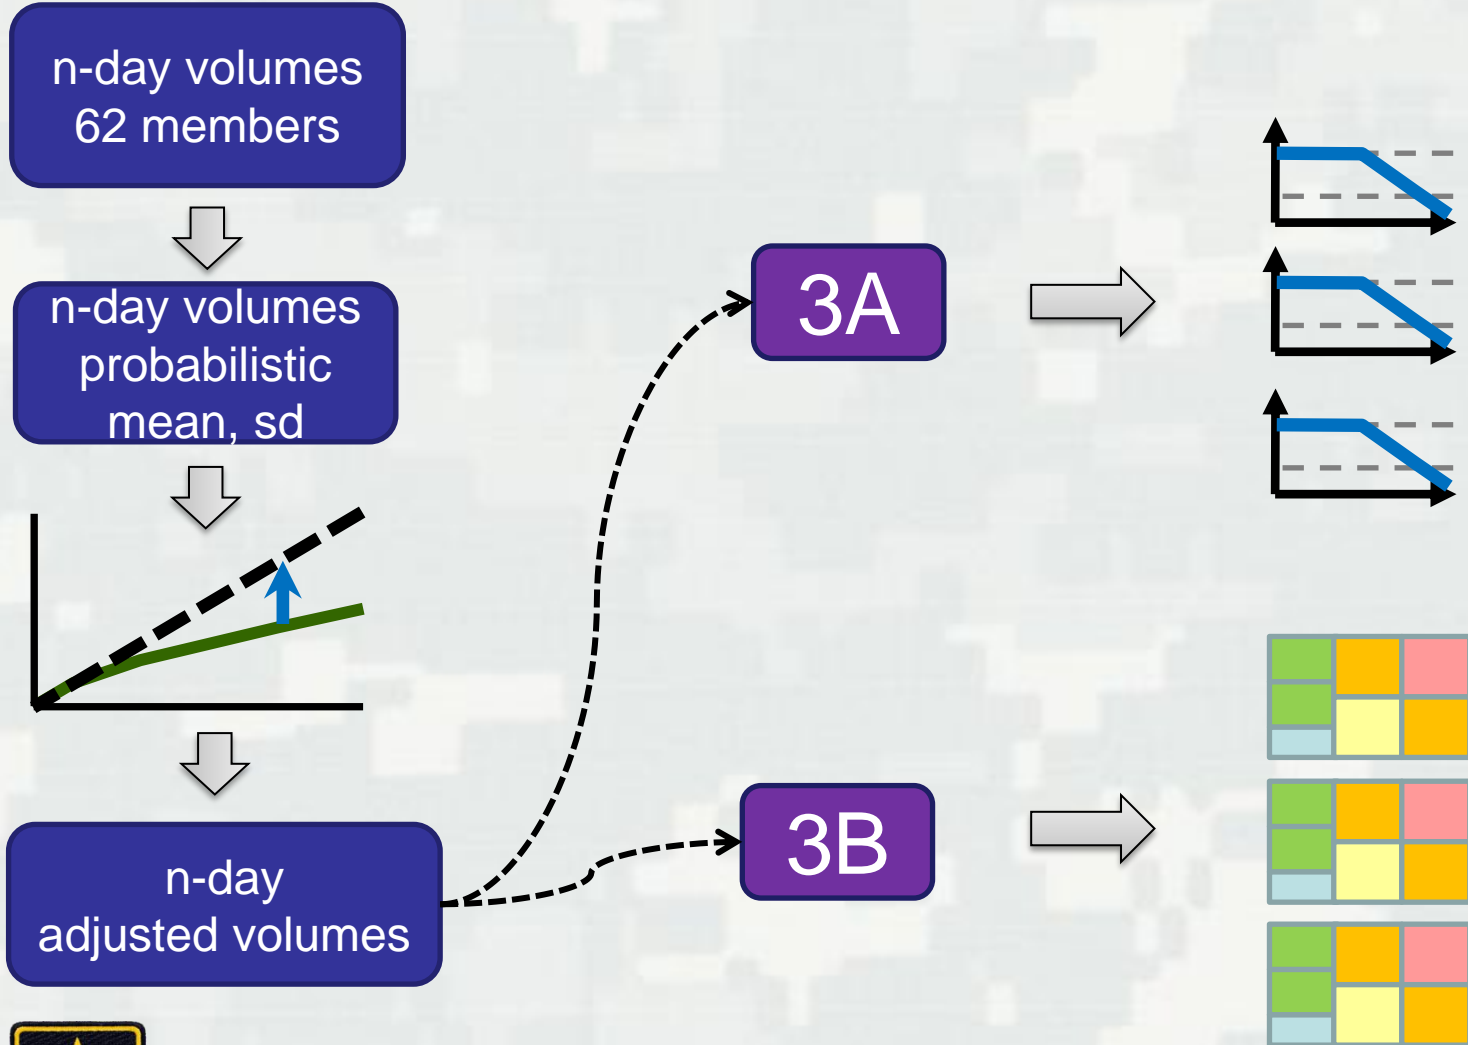 n-day volumes
62 members
n-day volumes
probabilistic
mean, sd
n-day
adjusted volumes
3A
3B